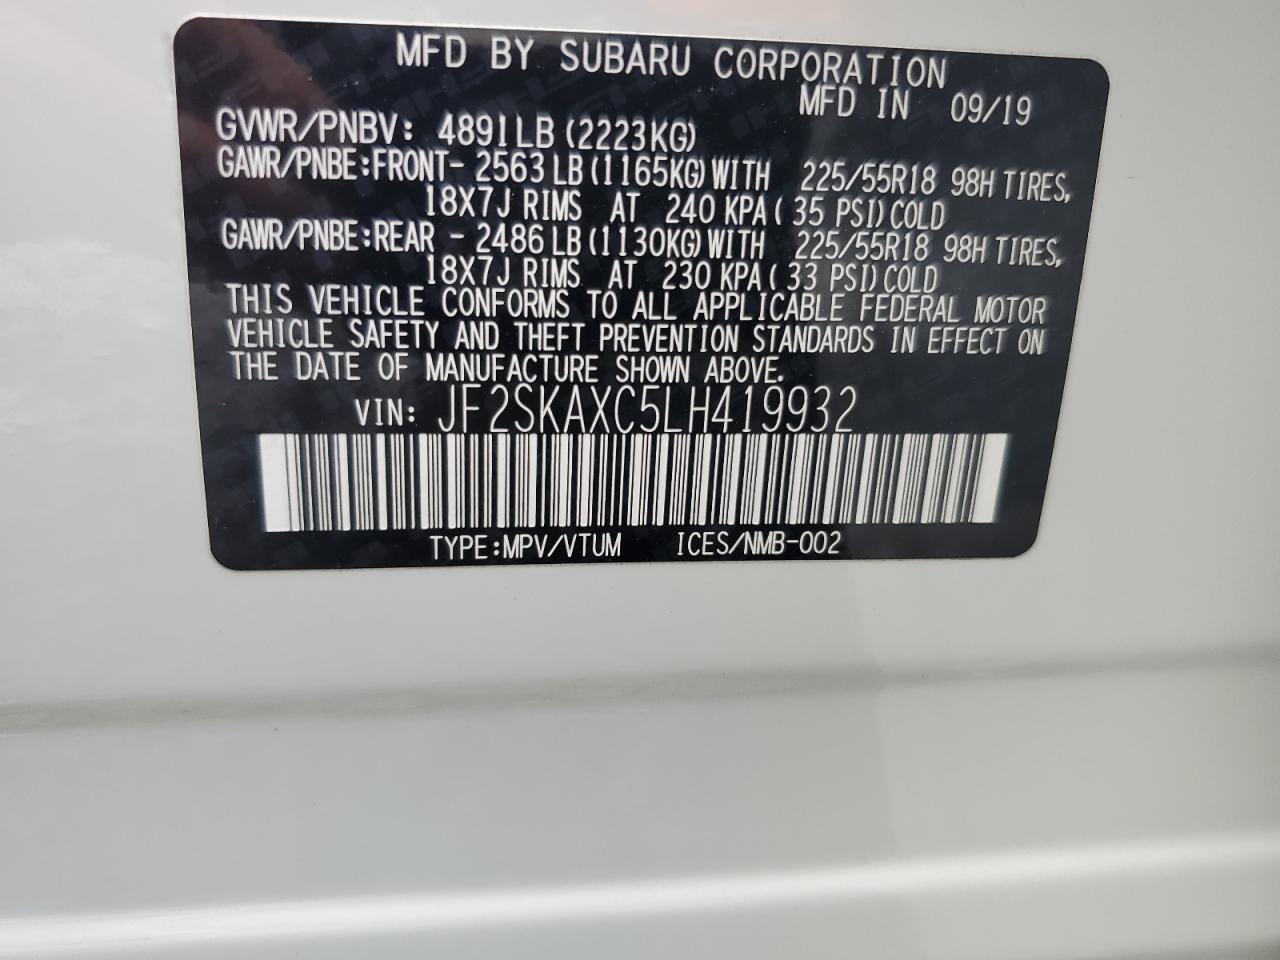 MFD BY SUBARU CORPORATION
MFD IN 09/19
GVWR/PNBV: 4891LB (2223KG)
GAWR/PNBE:FRONT- 2563 LB (1165KG) WITH 225/55R18 98H TIRES,
18X7J RIMS AT 240 KPA ( 35 PSI) COLD
GAWR/PNBE:REAR - 2486 LB (1130KG) WITH 225/55R18 98H TIRES,
18X7J RIMS AT 230 KPA ( 33 PSI) COLD
THIS VEHICLE CONFORMS TO ALL APPLICABLE FEDERAL MOTOR
VEHICLE SAFETY AND THEFT PREVENTION STANDARDS IN EFFECT ON
THE DATE OF MANUFACTURE SHOWN ABOVE.
VIN: JF2SKAXC5LH419932
TYPE:MPV/VTUM ICES/NMB-002